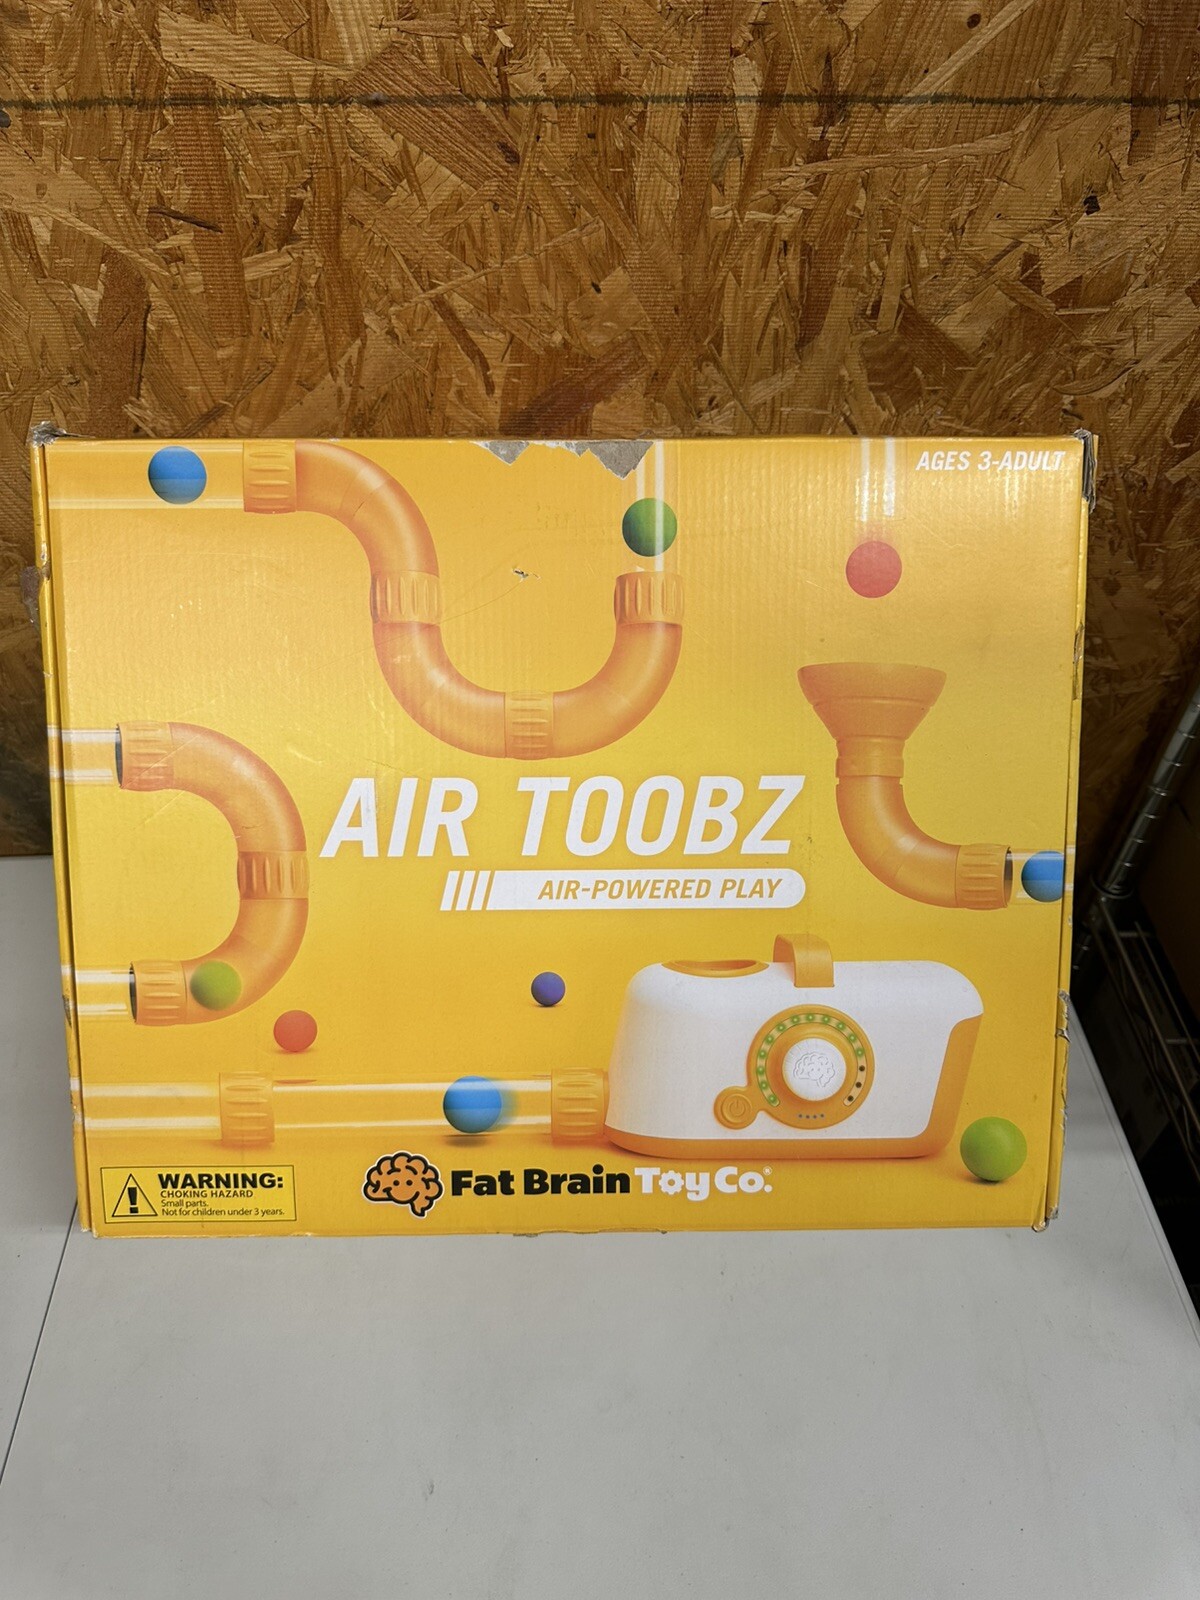 AGES 3-ADULT
AIR TOOBZ
AIR-POWERED PLAY
WARNING:
CHOKING HAZARD
Small parts.
Not for children under 3 years.
Fat Brain Toy Co.®